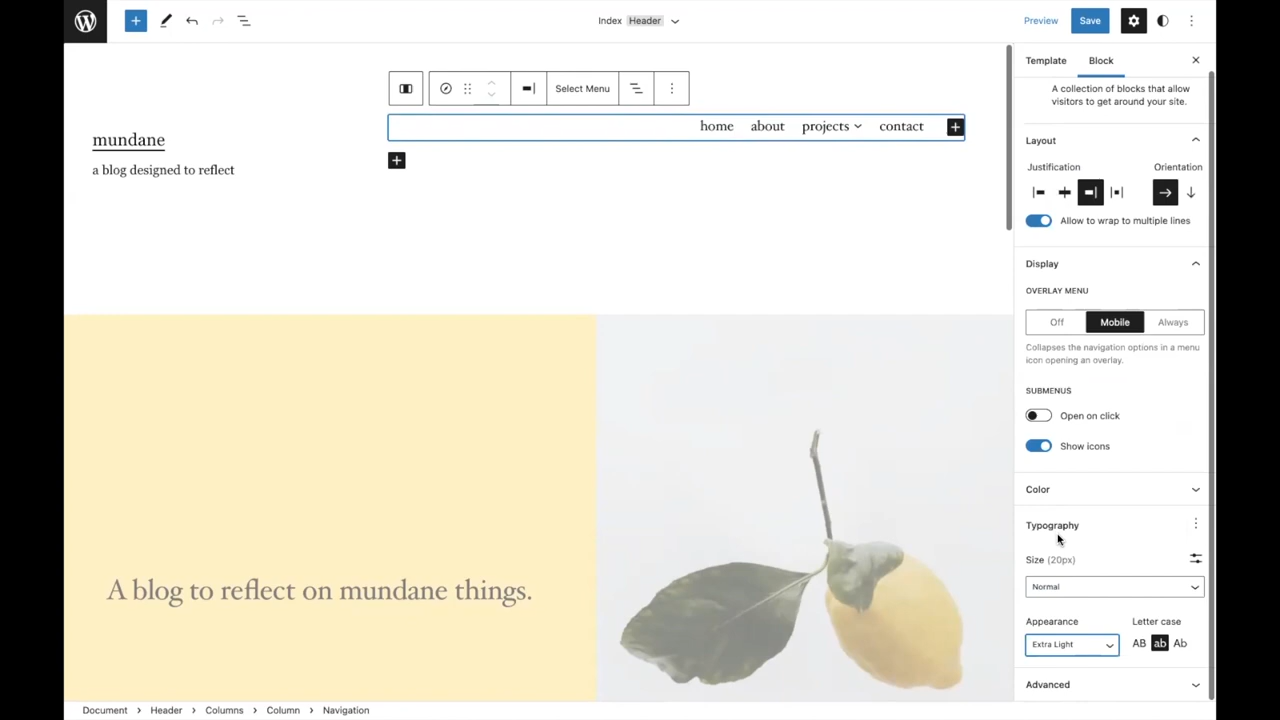 Index Header
Preview
Save
Select Menu
home about projects contact
mundane
a blog designed to reflect
A blog to reflect on mundane things.
Template Block
A collection of blocks that allow
visitors to get around your site.
Layout
Justification Orientation
Allow to wrap to multiple lines
Display
OVERLAY MENU
Off Mobile Always
Collapses the navigation options in a menu
icon opening an overlay.
SUBMENUS
Open on click
Show icons
Color
Typography
Size (20px)
Normal
Appearance Letter case
Extra Light AB ab Ab
Advanced
Document Header Columns Column Navigation